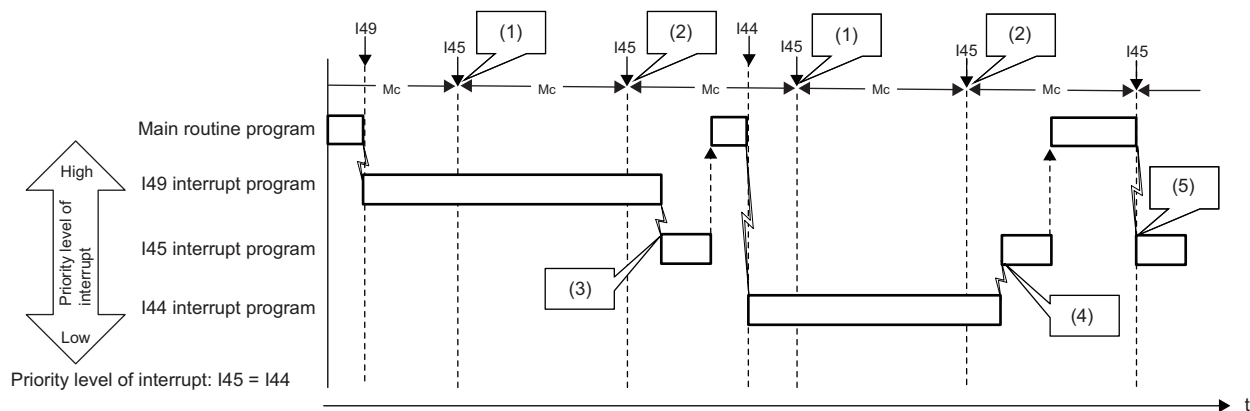 I49
I45
(1)
I45
(2)
I44
I45
(1)
I45
(2)
I45
Mc
Mc
Mc
Mc
Mc
Main routine program
High
Priority level of
interrupt
Low
I49 interrupt program
(5)
I45 interrupt program
(3)
(4)
I44 interrupt program
Priority level of interrupt: I45 = I44
t